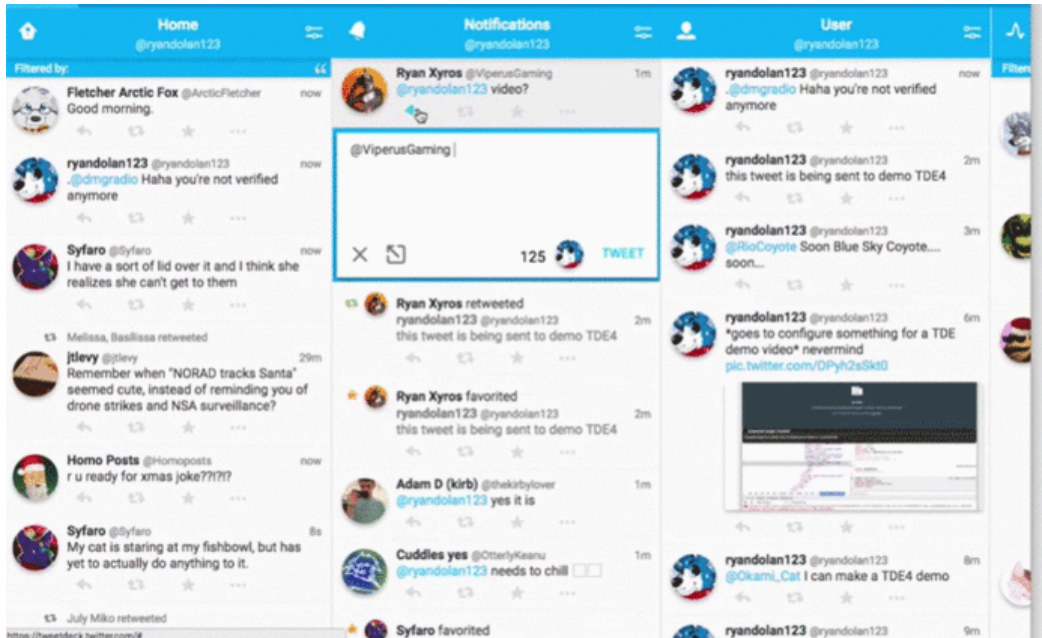 Home
@ryandolan123
Filtered by:
Fletcher Arctic Fox @ArcticFletcher now
Good morning.
ryandolan123 @ryandolan123 now
.@dmgradio Haha you're not verified
anymore
Syfaro @Syfaro now
I have a sort of lid over it and I think she
realizes she can't get to them
Melissa, Basilissa retweeted
jtlevy @jtlevy 29m
Remember when "NORAD tracks Santa"
seemed cute, instead of reminding you of
drone strikes and NSA surveillance?
Homo Posts @Homoposts now
r u ready for xmas joke??!?!?
Syfaro @Syfaro 8s
My cat is staring at my fishbowl, but has
yet to actually do anything to it.
July Miko retweeted
https://tweetdeck.twitter.com/#
Notifications
@ryandolan123
Ryan Xyros @ViperusGaming 1m
@ryandolan123 video?
@ViperusGaming
125 TWEET
Ryan Xyros retweeted
ryandolan123 @ryandolan123 2m
this tweet is being sent to demo TDE4
Ryan Xyros favorited
ryandolan123 @ryandolan123 2m
this tweet is being sent to demo TDE4
Adam D (kirb) @thekirbylover 1m
@ryandolan123 yes it is
Cuddles yes @OtterlyKeanu 1m
@ryandolan123 needs to chill
Syfaro favorited
User
@ryandolan123
ryandolan123 @ryandolan123 now
.@dmgradio Haha you're not verified
anymore
ryandolan123 @ryandolan123 2m
this tweet is being sent to demo TDE4
ryandolan123 @ryandolan123 3m
@RioCoyote Soon Blue Sky Coyote....
soon...
ryandolan123 @ryandolan123 6m
*goes to configure something for a TDE
demo video* nevermind
pic.twitter.com/OPyh2sSkt0
ryandolan123 @ryandolan123 8m
@Okami_Cat I can make a TDE4 demo
ryandolan123 @ryandolan123 9m
Filtere